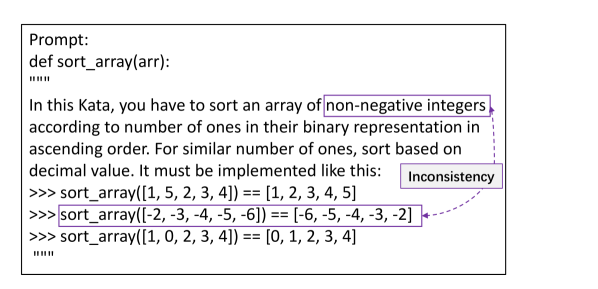 Prompt:
def sort_array(arr):
"""
In this Kata, you have to sort an array of non-negative integers
according to number of ones in their binary representation in
ascending order. For similar number of ones, sort based on
decimal value. It must be implemented like this:
Inconsistency
>>> sort_array([1, 5, 2, 3, 4]) == [1, 2, 3, 4, 5]
>>> sort_array([-2, -3, -4, -5, -6]) == [-6, -5, -4, -3, -2]
>>> sort_array([1, 0, 2, 3, 4]) == [0, 1, 2, 3, 4]
"""